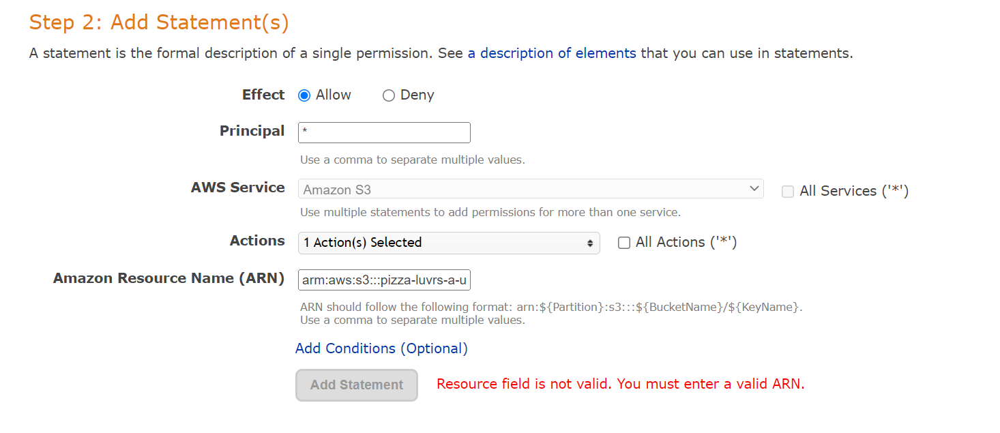 Step 2: Add Statement(s)
A statement is the formal description of a single permission. See a description of elements that you can use in statements.
Effect Allow Deny
Principal *
Use a comma to separate multiple values.
AWS Service Amazon S3 All Services ('*')
Use multiple statements to add permissions for more than one service.
Actions 1 Action(s) Selected All Actions ('*')
Amazon Resource Name (ARN) arm:aws:s3:::pizza-luvrs-a-u
ARN should follow the following format: arn:${Partition}:s3:::${BucketName}/${KeyName}.
Use a comma to separate multiple values.
Add Conditions (Optional)
Add Statement Resource field is not valid. You must enter a valid ARN.